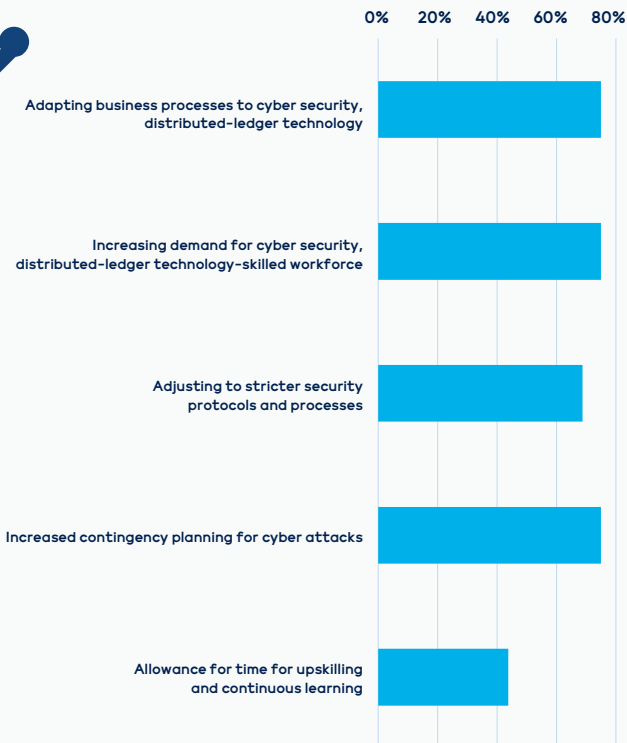 0% 20% 40% 60% 80%
Adapting business processes to cyber security,
distributed-ledger technology
Increasing demand for cyber security,
distributed-ledger technology-skilled workforce
Adjusting to stricter security
protocols and processes
Increased contingency planning for cyber attacks
Allowance for time for upskilling
and continuous learning